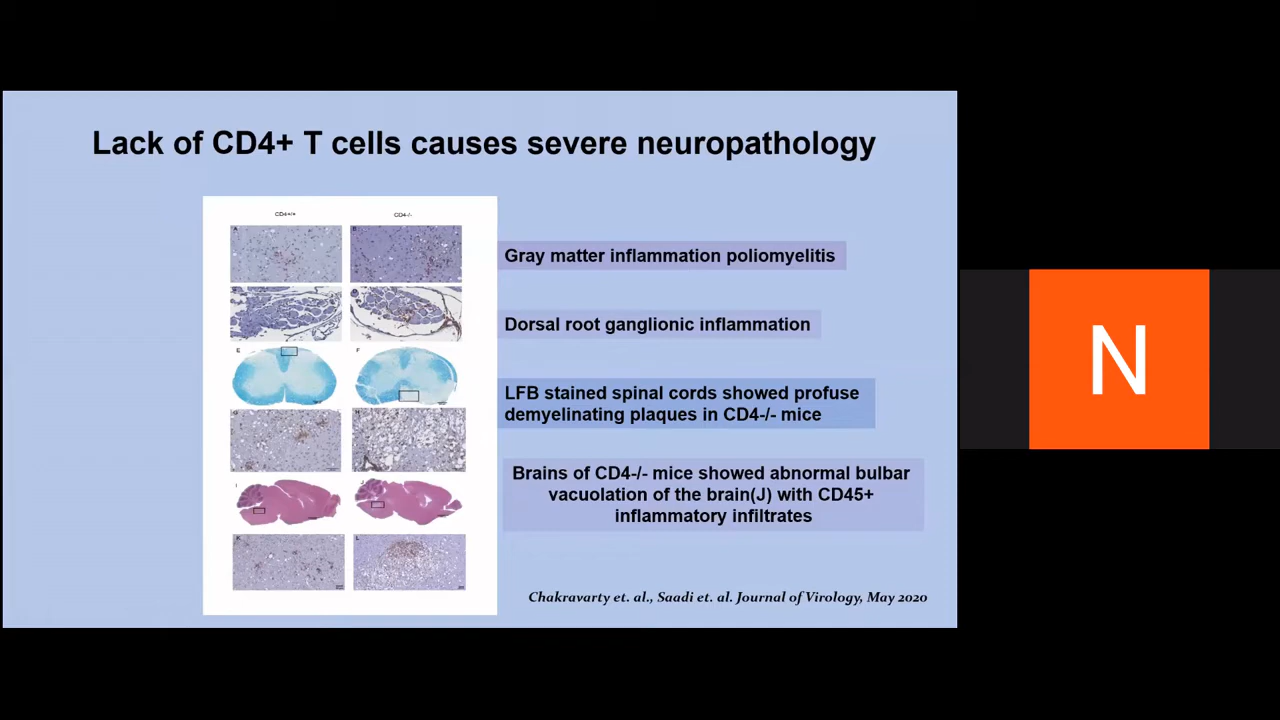 Lack of CD4+ T cells causes severe neuropathology
CD4+/+
CD4-/-
A
B
Gray matter inflammation poliomyelitis
Dorsal root ganglionic inflammation
E
F
LFB stained spinal cords showed profuse
demyelinating plaques in CD4-/- mice
G
H
I
J
Brains of CD4-/- mice showed abnormal bulbar
vacuolation of the brain(J) with CD45+
inflammatory infiltrates
K
L
Chakravarty et. al., Saadi et. al. Journal of Virology, May 2020
N